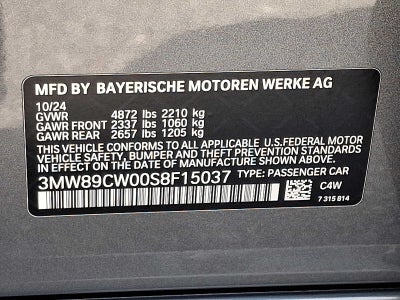 MFD BY BAYERISCHE MOTOREN WERKE AG
10/24
GVWR 4872 lbs 2210 kg
GAWR FRONT 2337 lbs 1060 kg
GAWR REAR 2657 lbs 1205 kg
THIS VEHICLE CONFORMS TO ALL APPLICABLE U.S.FEDERAL MOTOR
VEHICLE SAFETY, BUMPER, AND THEFT PREVENTION STANDARDS
IN EFFECT ON THE DATE OF MANUFACTURE SHOWN ABOVE.
3MW89CW00S8F15037 TYPE: PASSENGER CAR
C4W
7 315 814